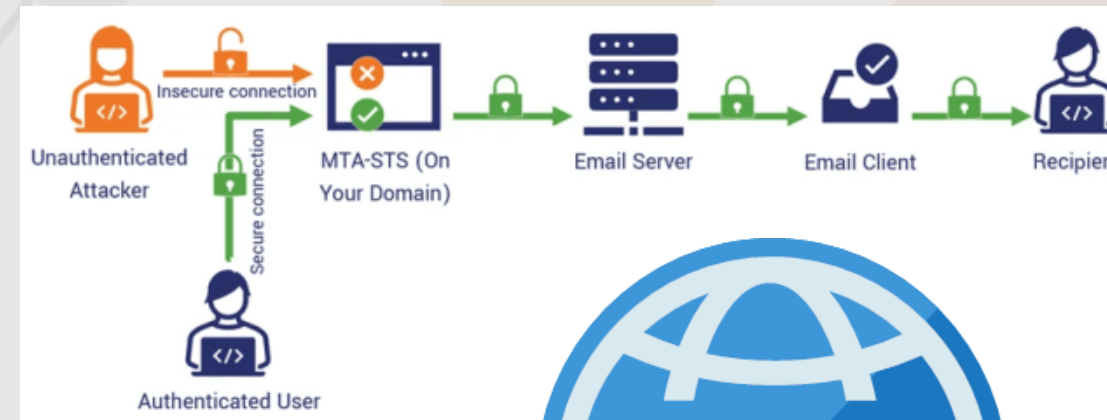 Insecure connection
Unauthenticated
Attacker
MTA-STS (On
Your Domain)
Email Server
Email Client
Secure connection
Authenticated User